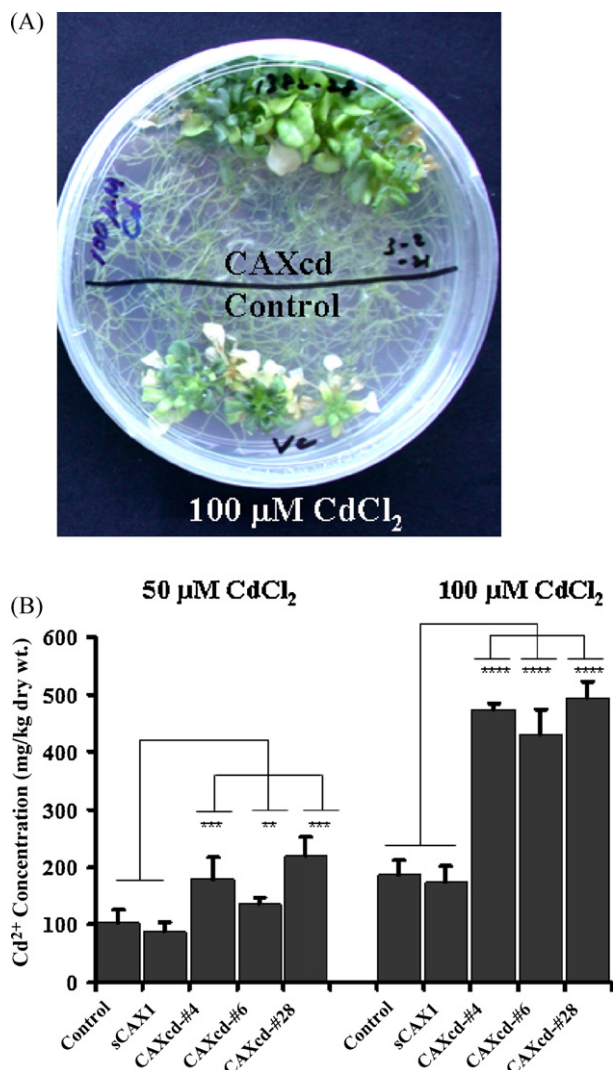 (A)
CAXcd
Control
Vc
100 μM CdCl₂
(B)
50 μM CdCl₂
100 μM CdCl₂
Cd²⁺ Concentration (mg/kg dry wt.)
600
500
400
300
200
100
0
***
**
***
****
****
****
Control
sCAX1
CAXcd-#4
CAXcd-#6
CAXcd-#28
Control
sCAX1
CAXcd-#4
CAXcd-#6
CAXcd-#28